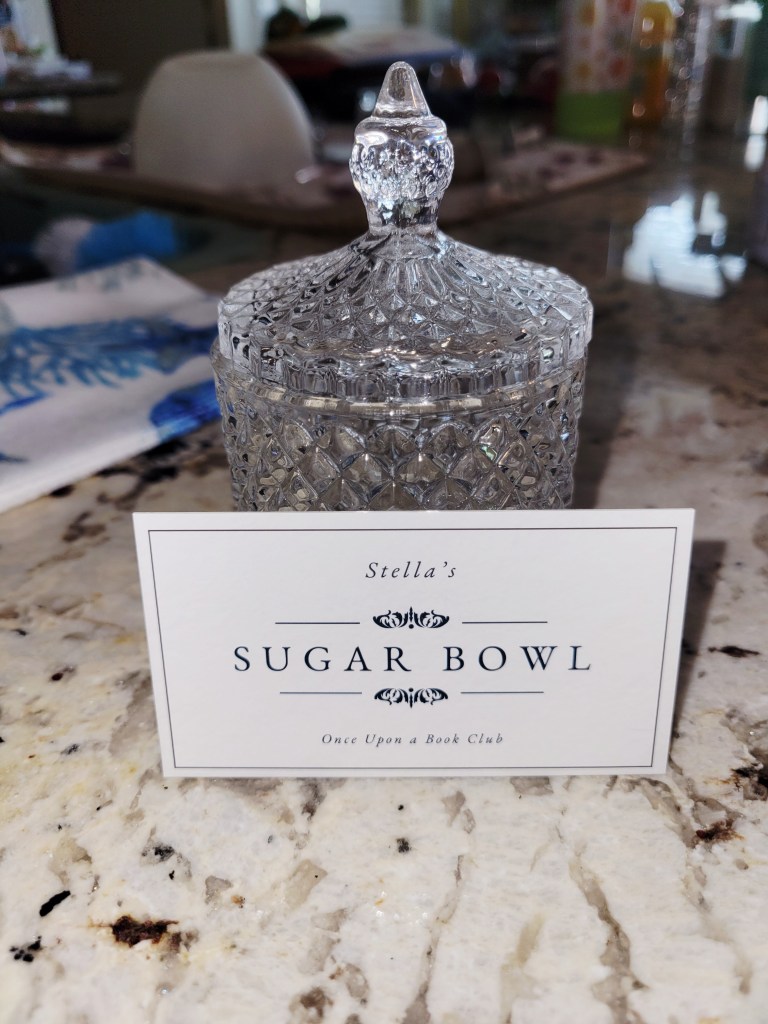 Stella's
SUGAR BOWL
Once Upon a Book Club